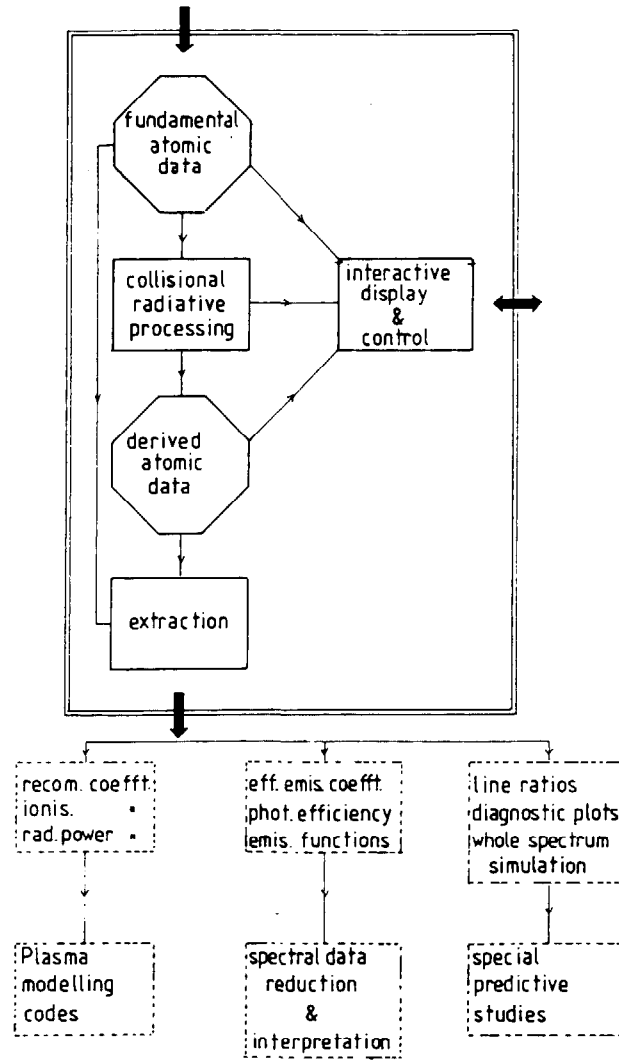 fundamental
atomic
data
collisional
radiative
processing
interactive
display
&
control
derived
atomic
data
extraction
recom. coefft.
ionis. "
rad. power "
eff. emis. coefft.
phot. efficiency
emis. functions
line ratios
diagnostic plots
whole spectrum
simulation
Plasma
modelling
codes
spectral data
reduction
&
interpretation
special
predictive
studies